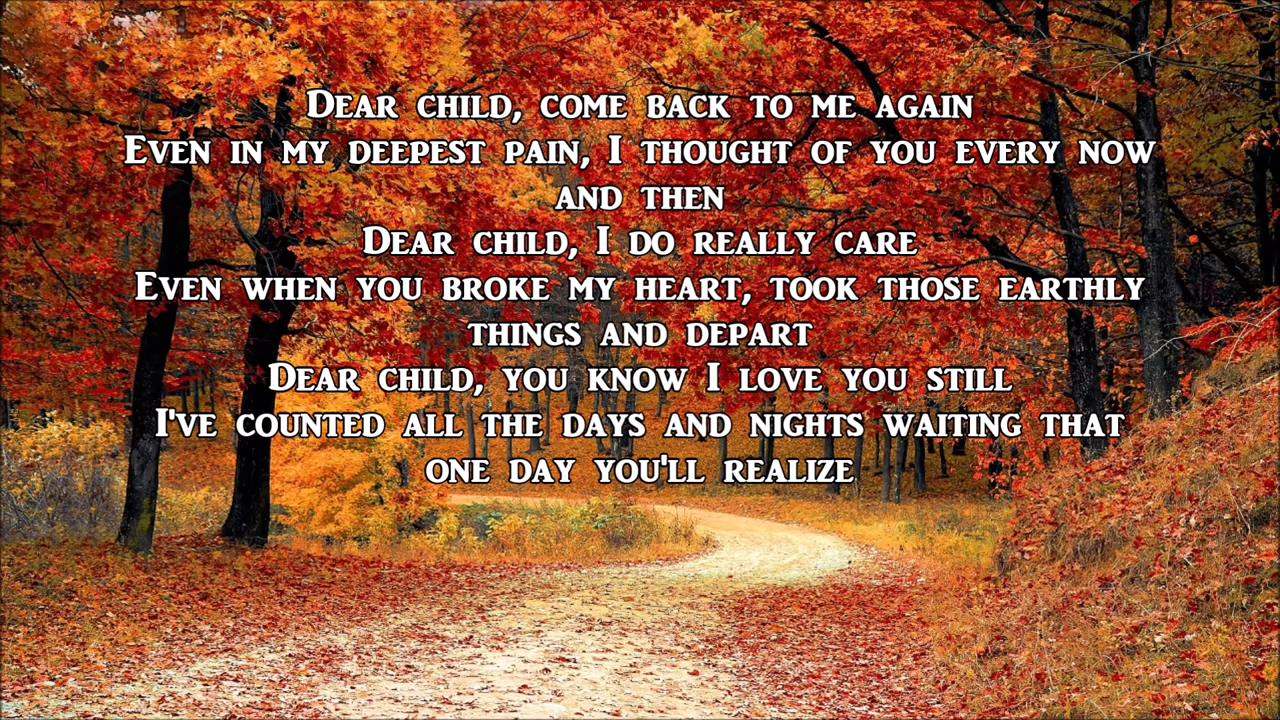 Dear child, come back to me again
Even in my deepest pain, I thought of you every now
and then
Dear child, I do really care
Even when you broke my heart, took those earthly
things and depart
Dear child, you know I love you still
I've counted all the days and nights waiting that
one day you'll realize